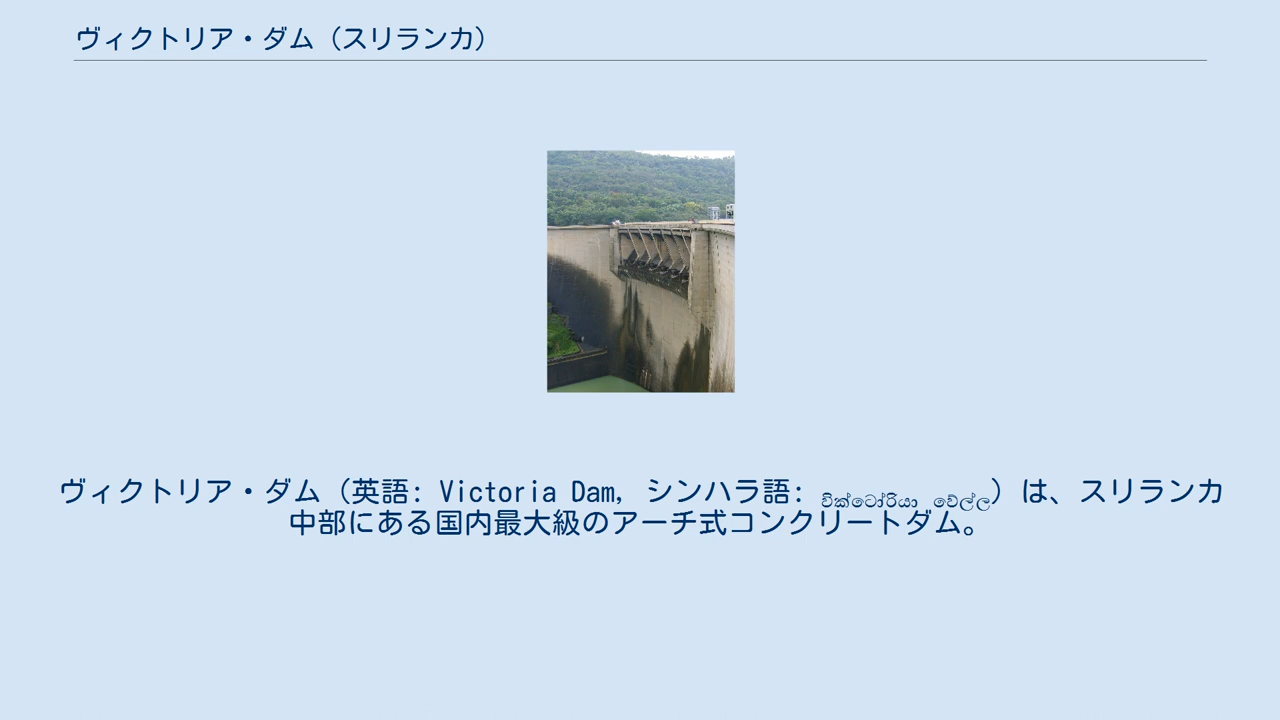 ヴィクトリア・ダム（スリランカ）
ヴィクトリア・ダム（英語: Victoria Dam, シンハラ語: වික්ටෝරියා වේල්ල）は、スリランカ
中部にある国内最大級のアーチ式コンクリートダム。